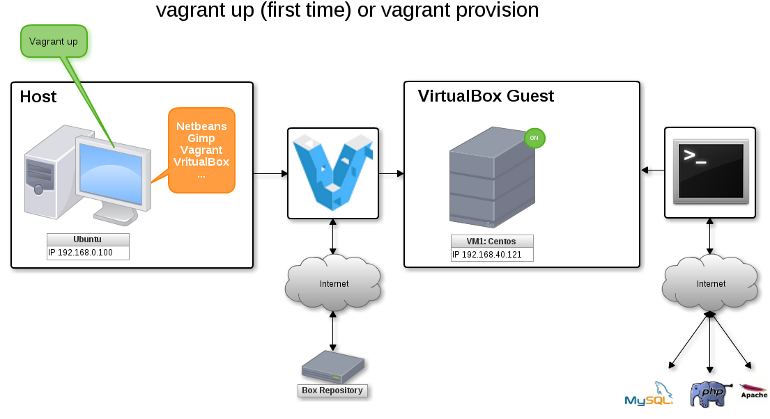 vagrant up (first time) or vagrant provision
Vagrant up
Host
Netbeans
Gimp
Vagrant
VritualBox
...
Ubuntu
IP 192.168.0.100
Internet
Box Repository
VirtualBox Guest
ON
VM1: Centos
IP 192.168.40.121
>_
Internet
MySQL
php
Apache